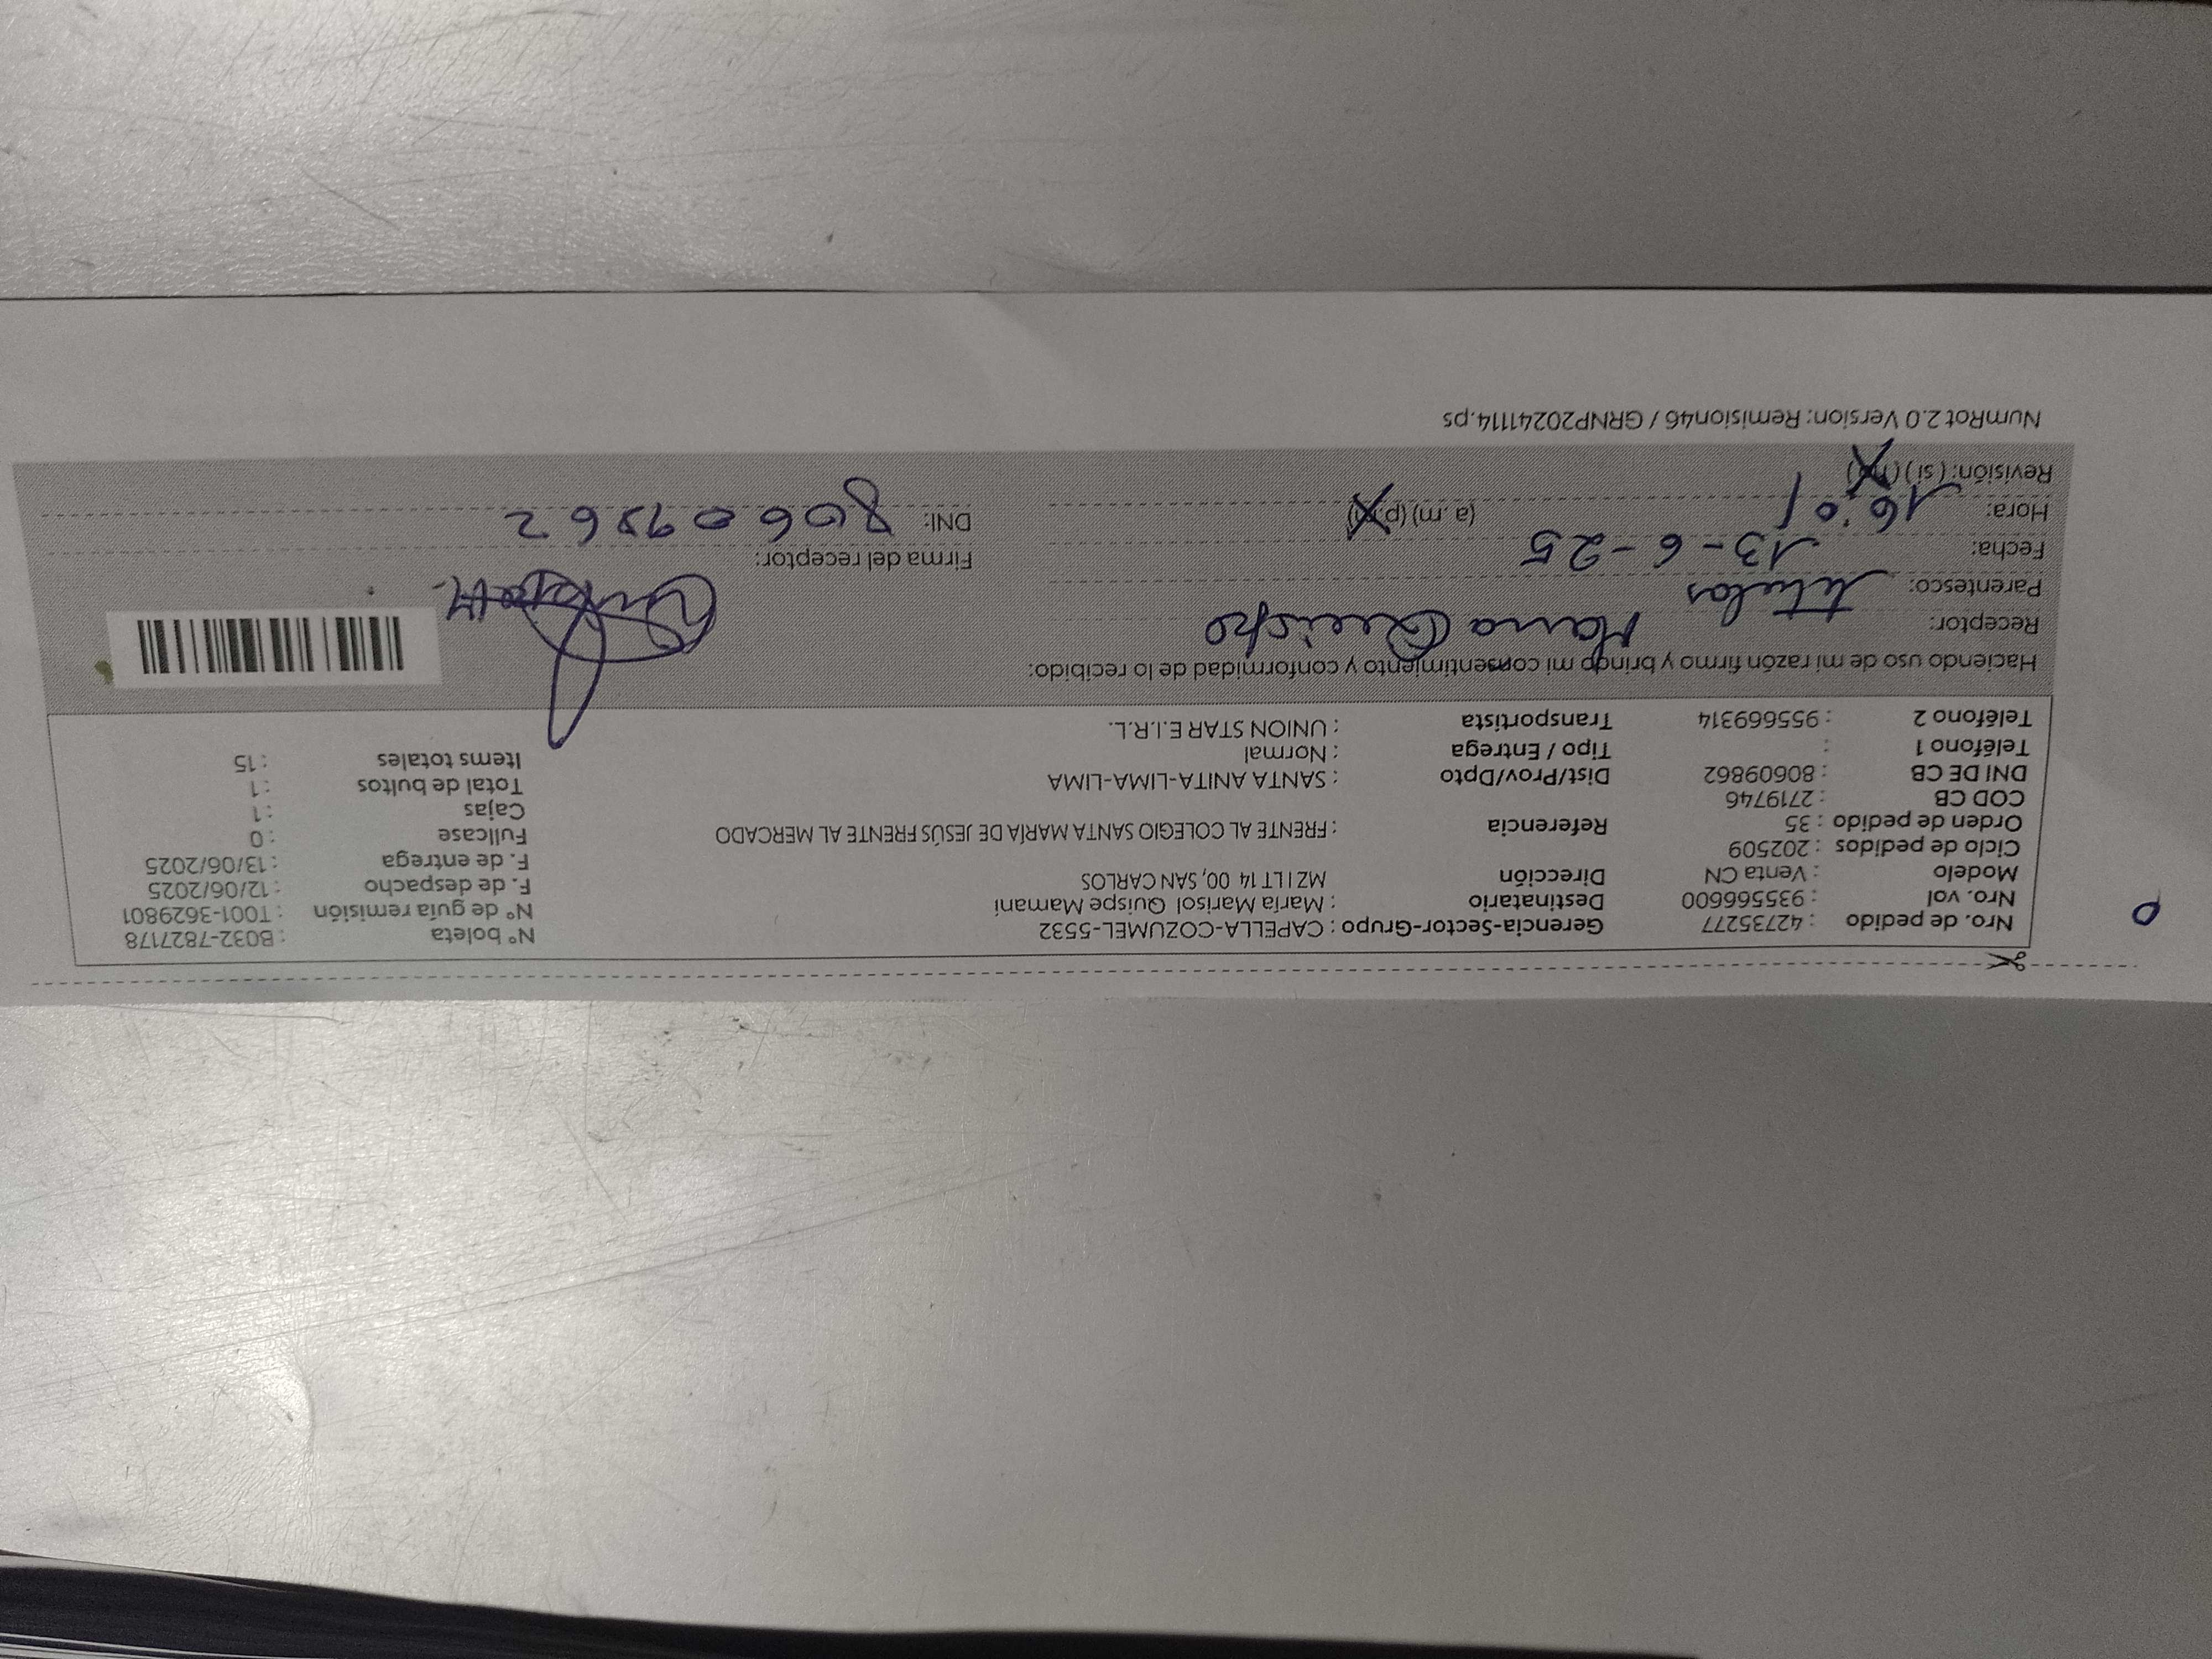 Nro. de pedido : 42735277 Gerencia-Sector-Grupo : CAPELLA-COZUMEL-5532 N° boleta : B032-7827178
Nro. vol : 935566600 Destinatario : María Marisol Quispe Mamani N° de guía remisión : T001-3629801
Modelo : Venta CN Dirección MZ I LT 14 00, SAN CARLOS F. de despacho : 12/06/2025
Ciclo de pedidos : 202509 F. de entrega : 13/06/2025
Orden de pedido : 35 Referencia : FRENTE AL COLEGIO SANTA MARÍA DE JESÚS FRENTE AL MERCADO Fullcase : 0
COD CB : 2719746 Cajas : 1
DNI DE CB : 80609862 Dist/Prov/Dpto : SANTA ANITA-LIMA-LIMA Total de bultos : 1
Teléfono 1 : Tipo / Entrega : Normal Items totales : 15
Teléfono 2 : 955669314 Transportista : UNION STAR E.I.R.L.
Haciendo uso de mi razón firmo y brindo mi consentimiento y conformidad de lo recibido:
Receptor: Maria Quispe
Parentesco: titular
Fecha: 13-6-25 Firma del receptor:
Hora: 16:01 (a.m) (p.m) DNI: 80609862
Revisión: (si) (no)
NumRot 2.0 Version: Remision46 / GRNP20241114.ps